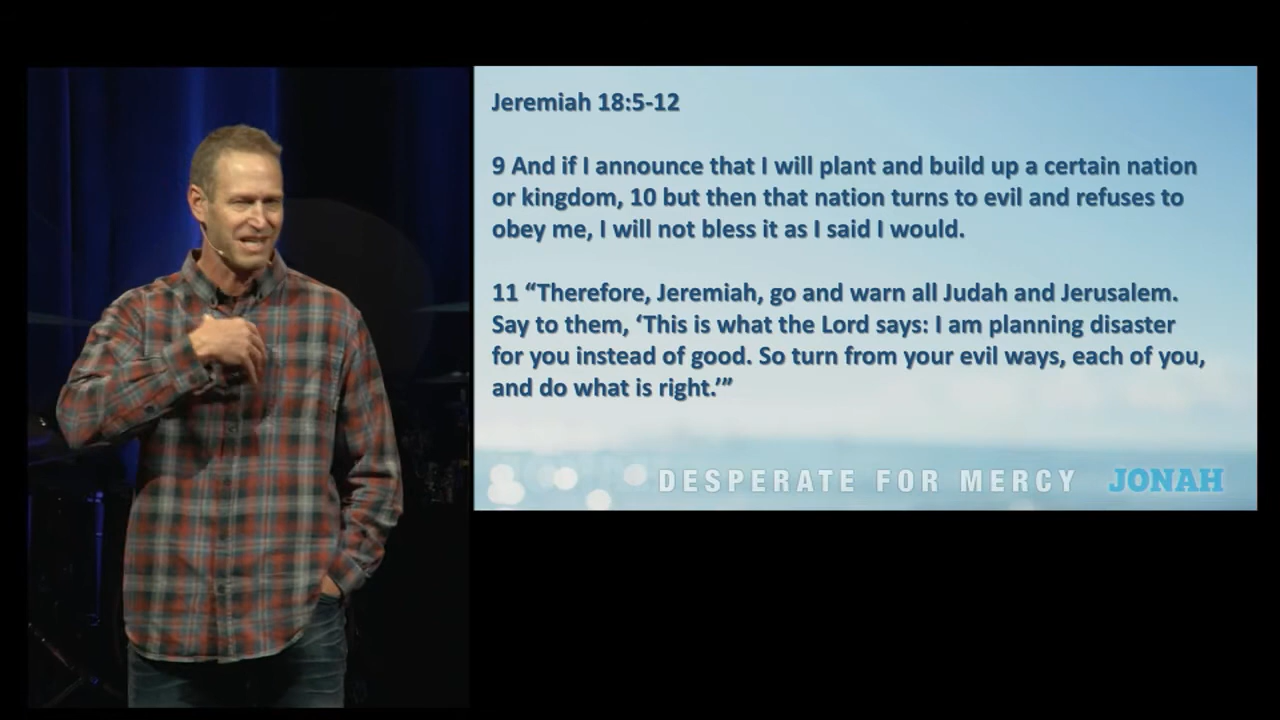 Jeremiah 18:5-12
9 And if I announce that I will plant and build up a certain nation
or kingdom, 10 but then that nation turns to evil and refuses to
obey me, I will not bless it as I said I would.
11 “Therefore, Jeremiah, go and warn all Judah and Jerusalem.
Say to them, ‘This is what the Lord says: I am planning disaster
for you instead of good. So turn from your evil ways, each of you,
and do what is right.’”
DESPERATE FOR MERCY JONAH